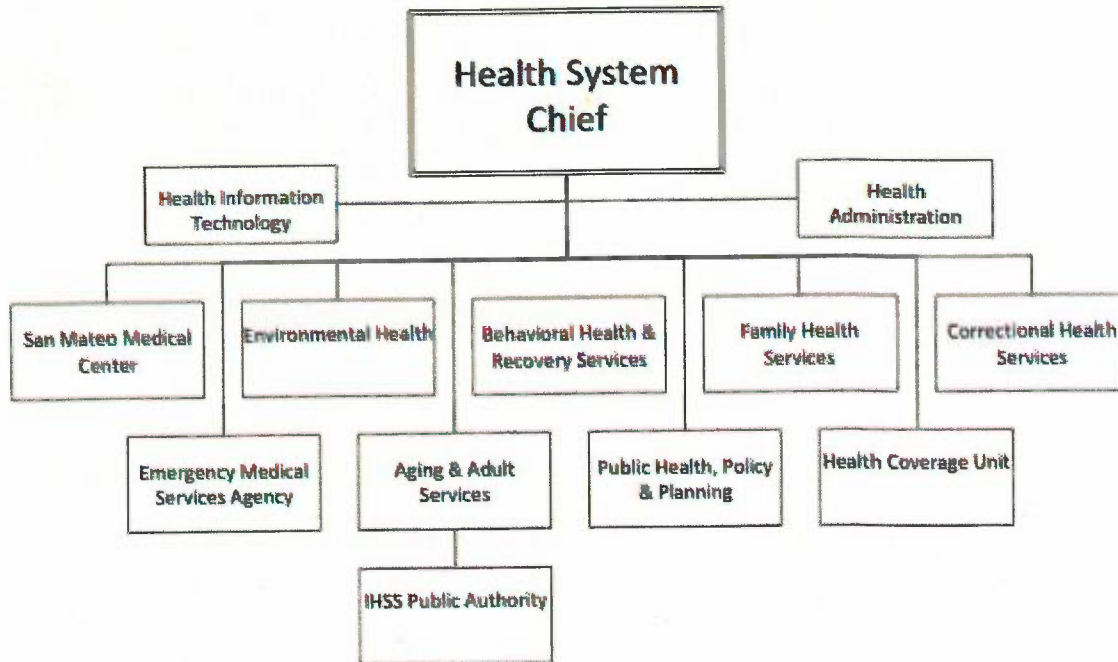 Health System
Chief
Health Information
Technology
Health
Administration
San Mateo Medical
Center
Environmental Health
Behavioral Health &
Recovery Services
Family Health
Services
Correctional Health
Services
Emergency Medical
Services Agency
Aging & Adult
Services
Public Health, Policy
& Planning
Health Coverage Unit
IHSS Public Authority